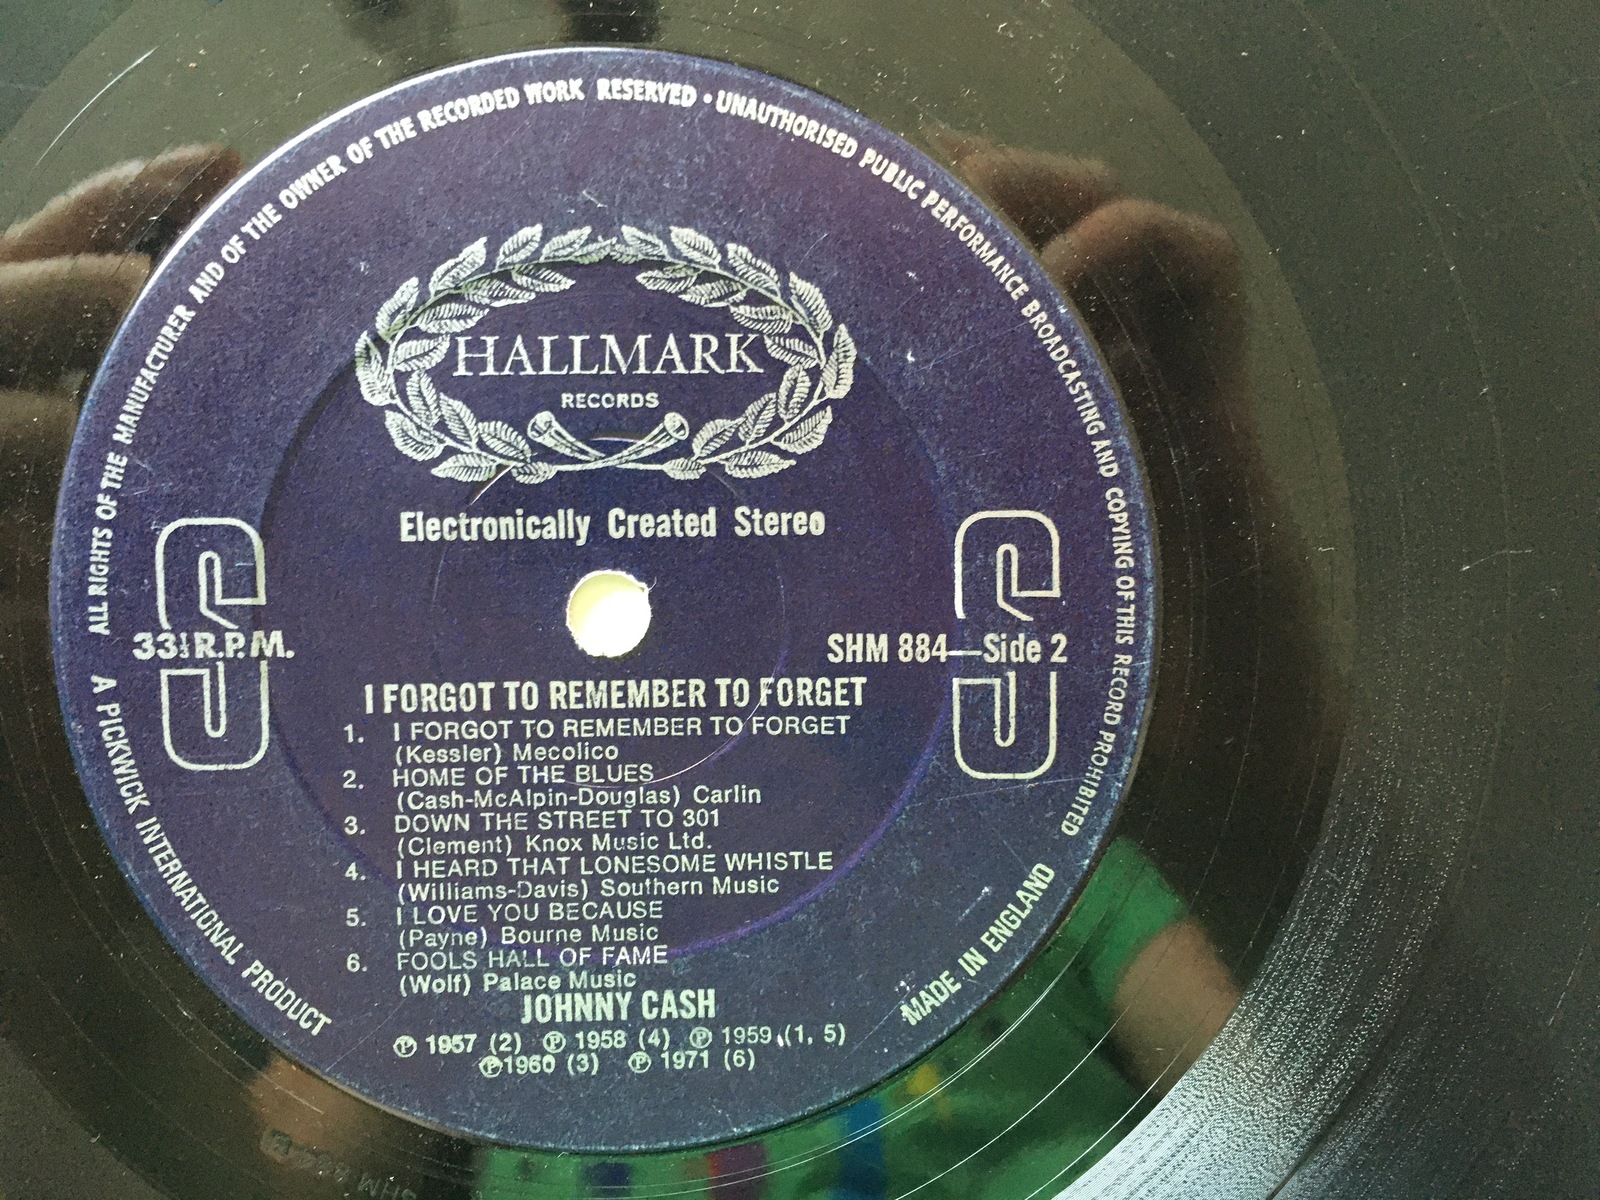 ALL RIGHTS OF THE MANUFACTURER AND OF THE OWNER OF THE RECORDED WORK RESERVED • UNAUTHORISED PUBLIC PERFORMANCE BROADCASTING AND COPYING OF THIS RECORD PROHIBITED
HALLMARK
RECORDS
Electronically Created Stereo
S S
33⅓ R.P.M.
SHM 884—Side 2
I FORGOT TO REMEMBER TO FORGET
1. I FORGOT TO REMEMBER TO FORGET
(Kessler) Mecolico
2. HOME OF THE BLUES
(Cash-McAlpin-Douglas) Carlin
3. DOWN THE STREET TO 301
(Clement) Knox Music Ltd.
4. I HEARD THAT LONESOME WHISTLE
(Williams-Davis) Southern Music
5. I LOVE YOU BECAUSE
(Payne) Bourne Music
6. FOOLS HALL OF FAME
(Wolf) Palace Music
JOHNNY CASH
℗ 1957 (2) ℗ 1958 (4) ℗ 1959 (1, 5)
℗ 1960 (3) ℗ 1971 (6)
A PICKWICK INTERNATIONAL PRODUCT
MADE IN ENGLAND
SHM